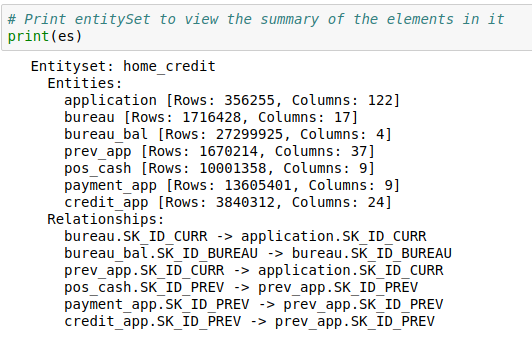 # Print entitySet to view the summary of the elements in it
print(es)
Entityset: home_credit
Entities:
application [Rows: 356255, Columns: 122]
bureau [Rows: 1716428, Columns: 17]
bureau_bal [Rows: 27299925, Columns: 4]
prev_app [Rows: 1670214, Columns: 37]
pos_cash [Rows: 10001358, Columns: 9]
payment_app [Rows: 13605401, Columns: 9]
credit_app [Rows: 3840312, Columns: 24]
Relationships:
bureau.SK_ID_CURR -> application.SK_ID_CURR
bureau_bal.SK_ID_BUREAU -> bureau.SK_ID_BUREAU
prev_app.SK_ID_CURR -> application.SK_ID_CURR
pos_cash.SK_ID_PREV -> prev_app.SK_ID_PREV
payment_app.SK_ID_PREV -> prev_app.SK_ID_PREV
credit_app.SK_ID_PREV -> prev_app.SK_ID_PREV